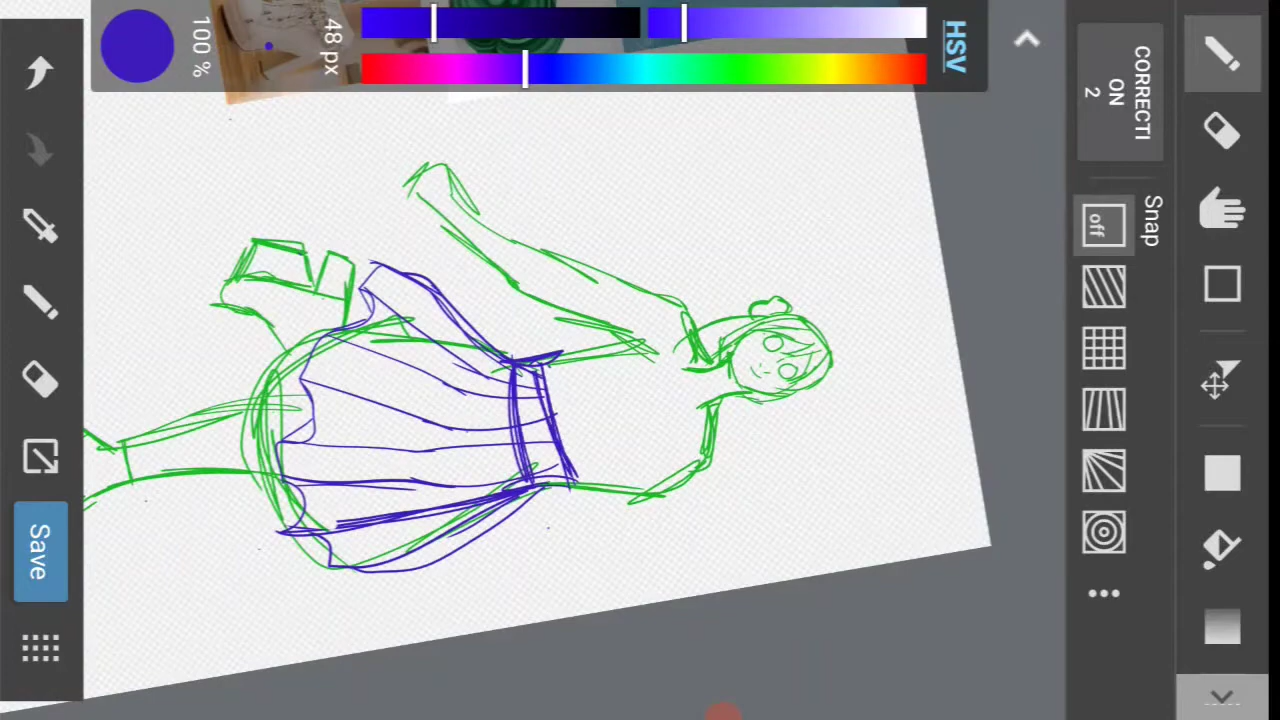 HSV
48 px
100 %
CORRECTI
ON
2
Snap
off
Save